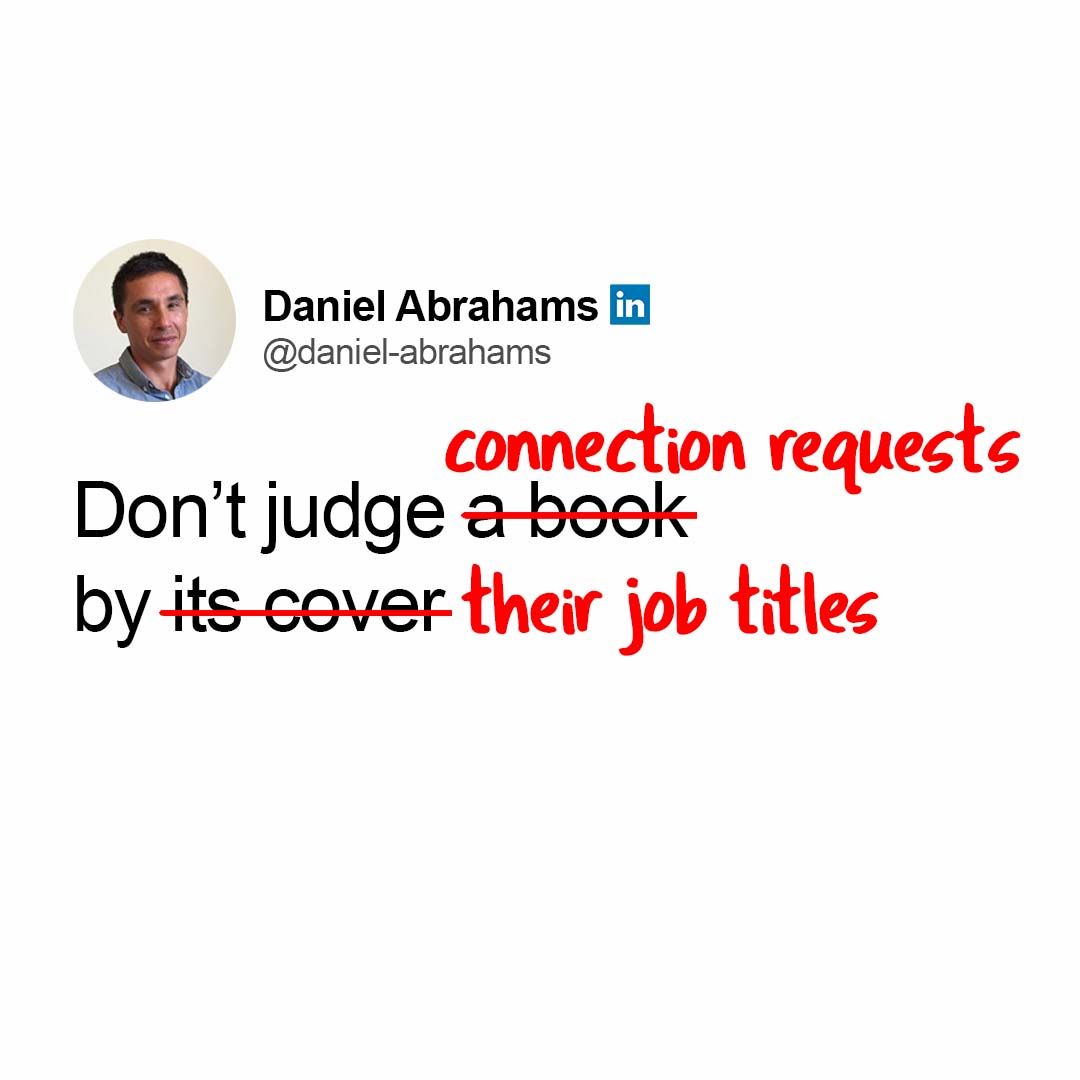 Daniel Abrahams in
@daniel-abrahams
connection requests
Don’t judge a book
by its cover their job titles